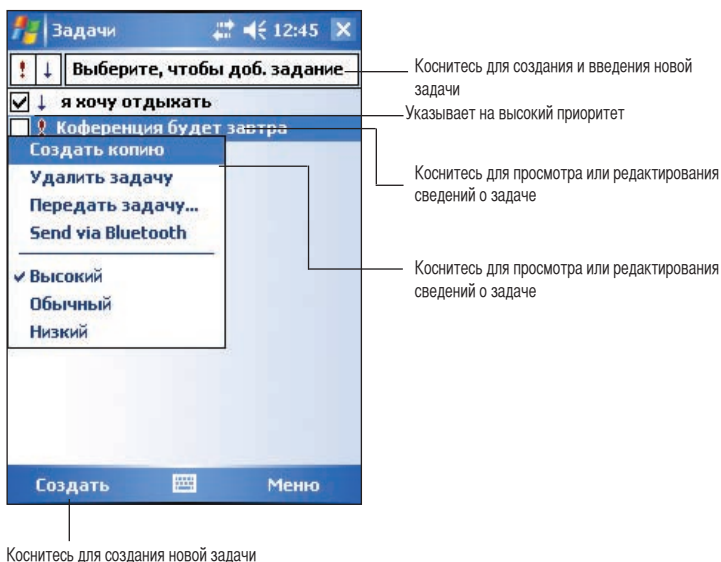 Задачи 12:45
Выберите, чтобы доб. задание
я хочу отдыхать
Коференция будет завтра
Создать копию
Удалить задачу
Передать задачу...
Send via Bluetooth
Высокий
Обычный
Низкий
Создать Меню
Коснитесь для создания и введения новой
задачи
Указывает на высокий приоритет
Коснитесь для просмотра или редактирования
сведений о задаче
Коснитесь для просмотра или редактирования
сведений о задаче
Коснитесь для создания новой задачи